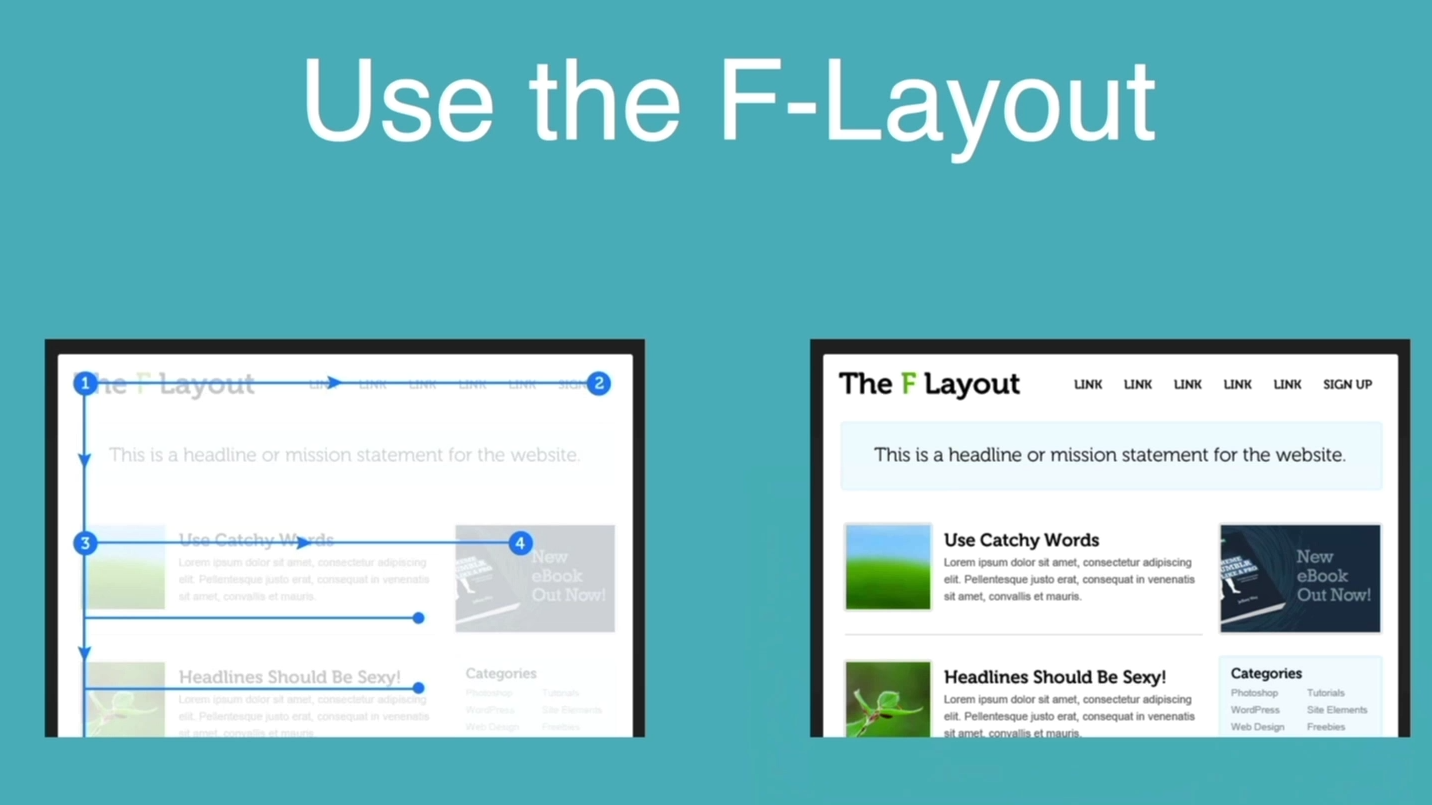 Use the F-Layout
1
The F Layout
LINK LINK LINK LINK LINK SIGN
2
This is a headline or mission statement for the website.
3
Use Catchy Words
4
Lorem ipsum dolor sit amet, consectetur adipiscing
elit. Pellentesque justo erat, consequat in venenatis
sit amet, convallis et mauris.
New
eBook
Out Now!
Headlines Should Be Sexy!
Lorem ipsum dolor sit amet, consectetur adipiscing
elit. Pellentesque justo erat, consequat in venenatis
sit amet, convallis et mauris.
Categories
Photoshop Tutorials
WordPress Site Elements
Web Design Freebies
The F Layout
LINK LINK LINK LINK LINK SIGN UP
This is a headline or mission statement for the website.
Use Catchy Words
Lorem ipsum dolor sit amet, consectetur adipiscing
elit. Pellentesque justo erat, consequat in venenatis
sit amet, convallis et mauris.
New
eBook
Out Now!
Headlines Should Be Sexy!
Lorem ipsum dolor sit amet, consectetur adipiscing
elit. Pellentesque justo erat, consequat in venenatis
sit amet, convallis et mauris.
Categories
Photoshop Tutorials
WordPress Site Elements
Web Design Freebies